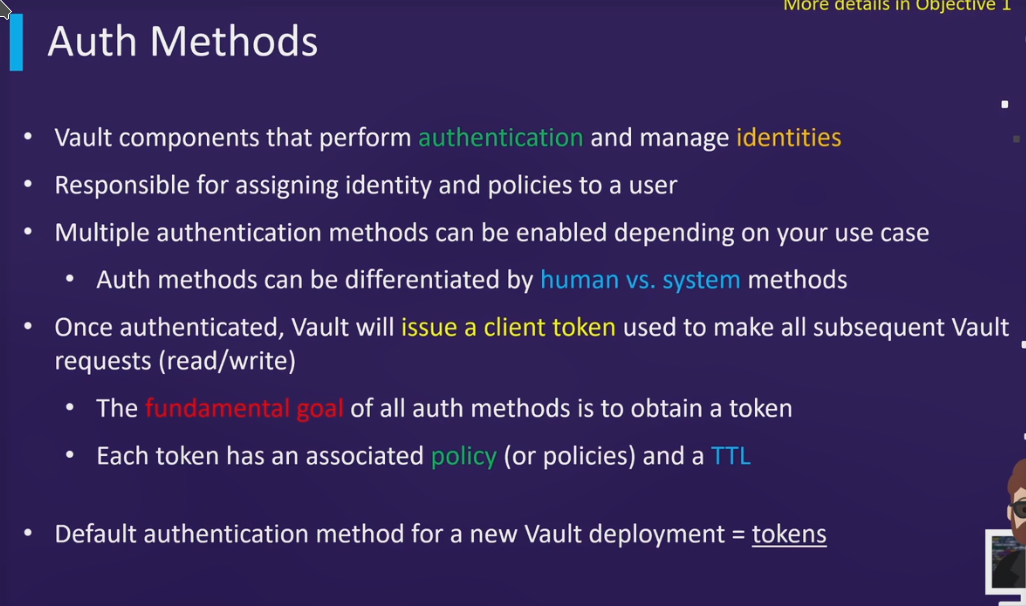 More details in Objective 1
Auth Methods
• Vault components that perform authentication and manage identities
• Responsible for assigning identity and policies to a user
• Multiple authentication methods can be enabled depending on your use case
• Auth methods can be differentiated by human vs. system methods
• Once authenticated, Vault will issue a client token used to make all subsequent Vault
requests (read/write)
• The fundamental goal of all auth methods is to obtain a token
• Each token has an associated policy (or policies) and a TTL
• Default authentication method for a new Vault deployment = tokens